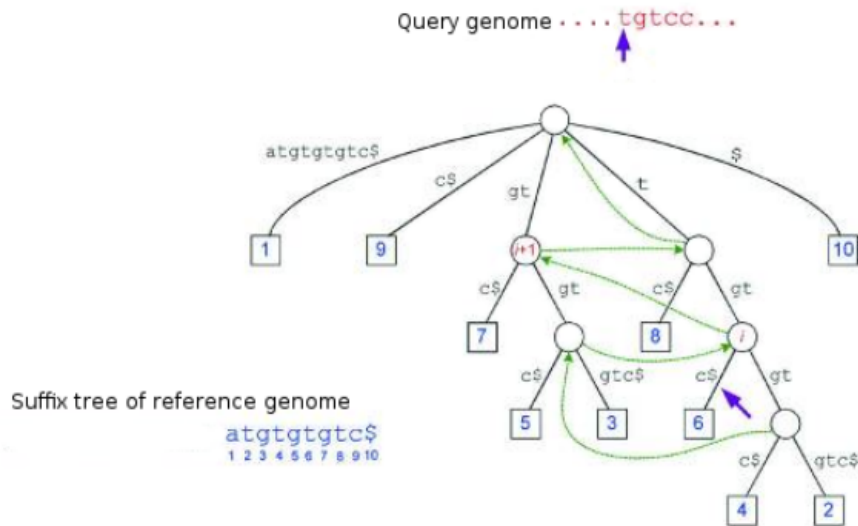 Query genome ....tgtcc...
atgtgtgtc$
c$
gt
t
$
1
9
i+1
10
c$
gt
c$
gt
7
8
i
c$
gtc$
c$
gt
5
3
6
c$
gtc$
4
2
Suffix tree of reference genome
atgtgtgtc$
1 2 3 4 5 6 7 8 9 10